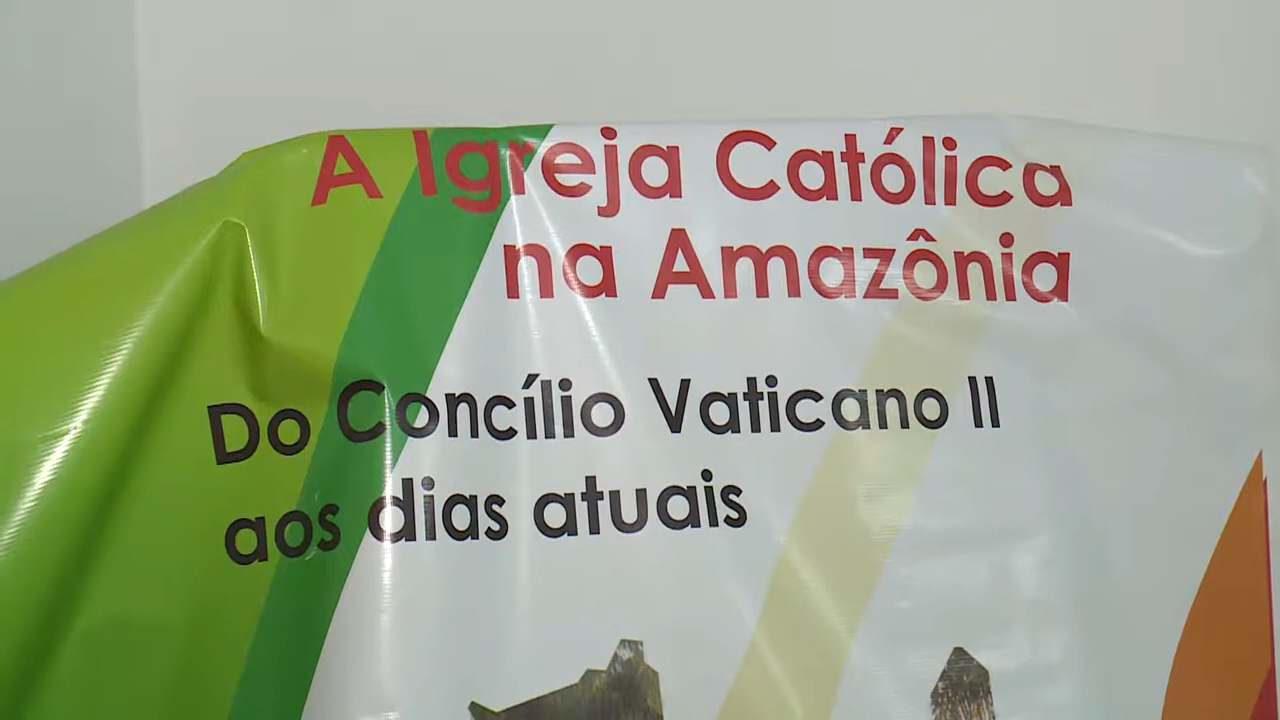 A Igreja Católica
na Amazônia
Do Concílio Vaticano II
aos dias atuais